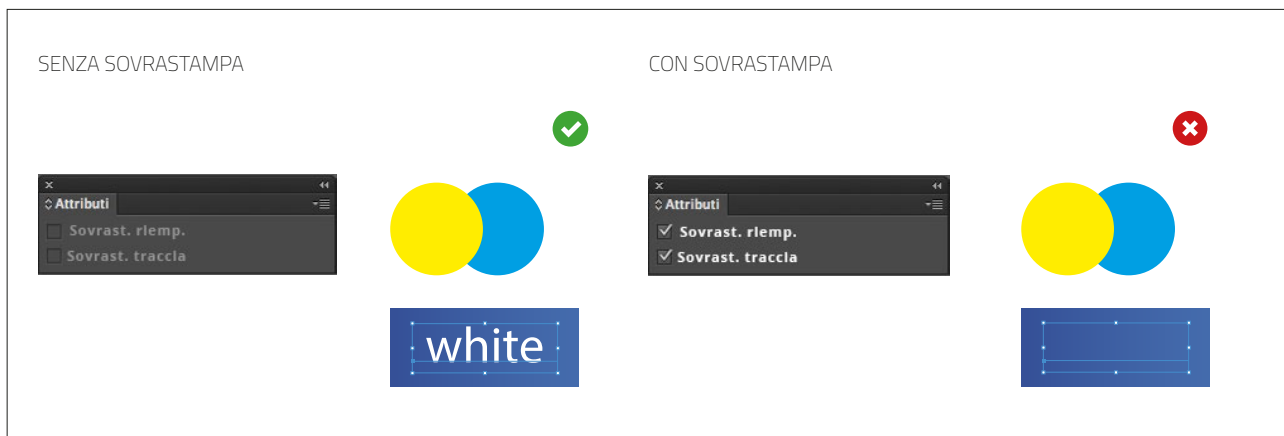 SENZA SOVRASTAMPA
Attributi
Sovrast. rIemp.
Sovrast. traccIa
white
CON SOVRASTAMPA
Attributi
Sovrast. rIemp.
Sovrast. traccIa